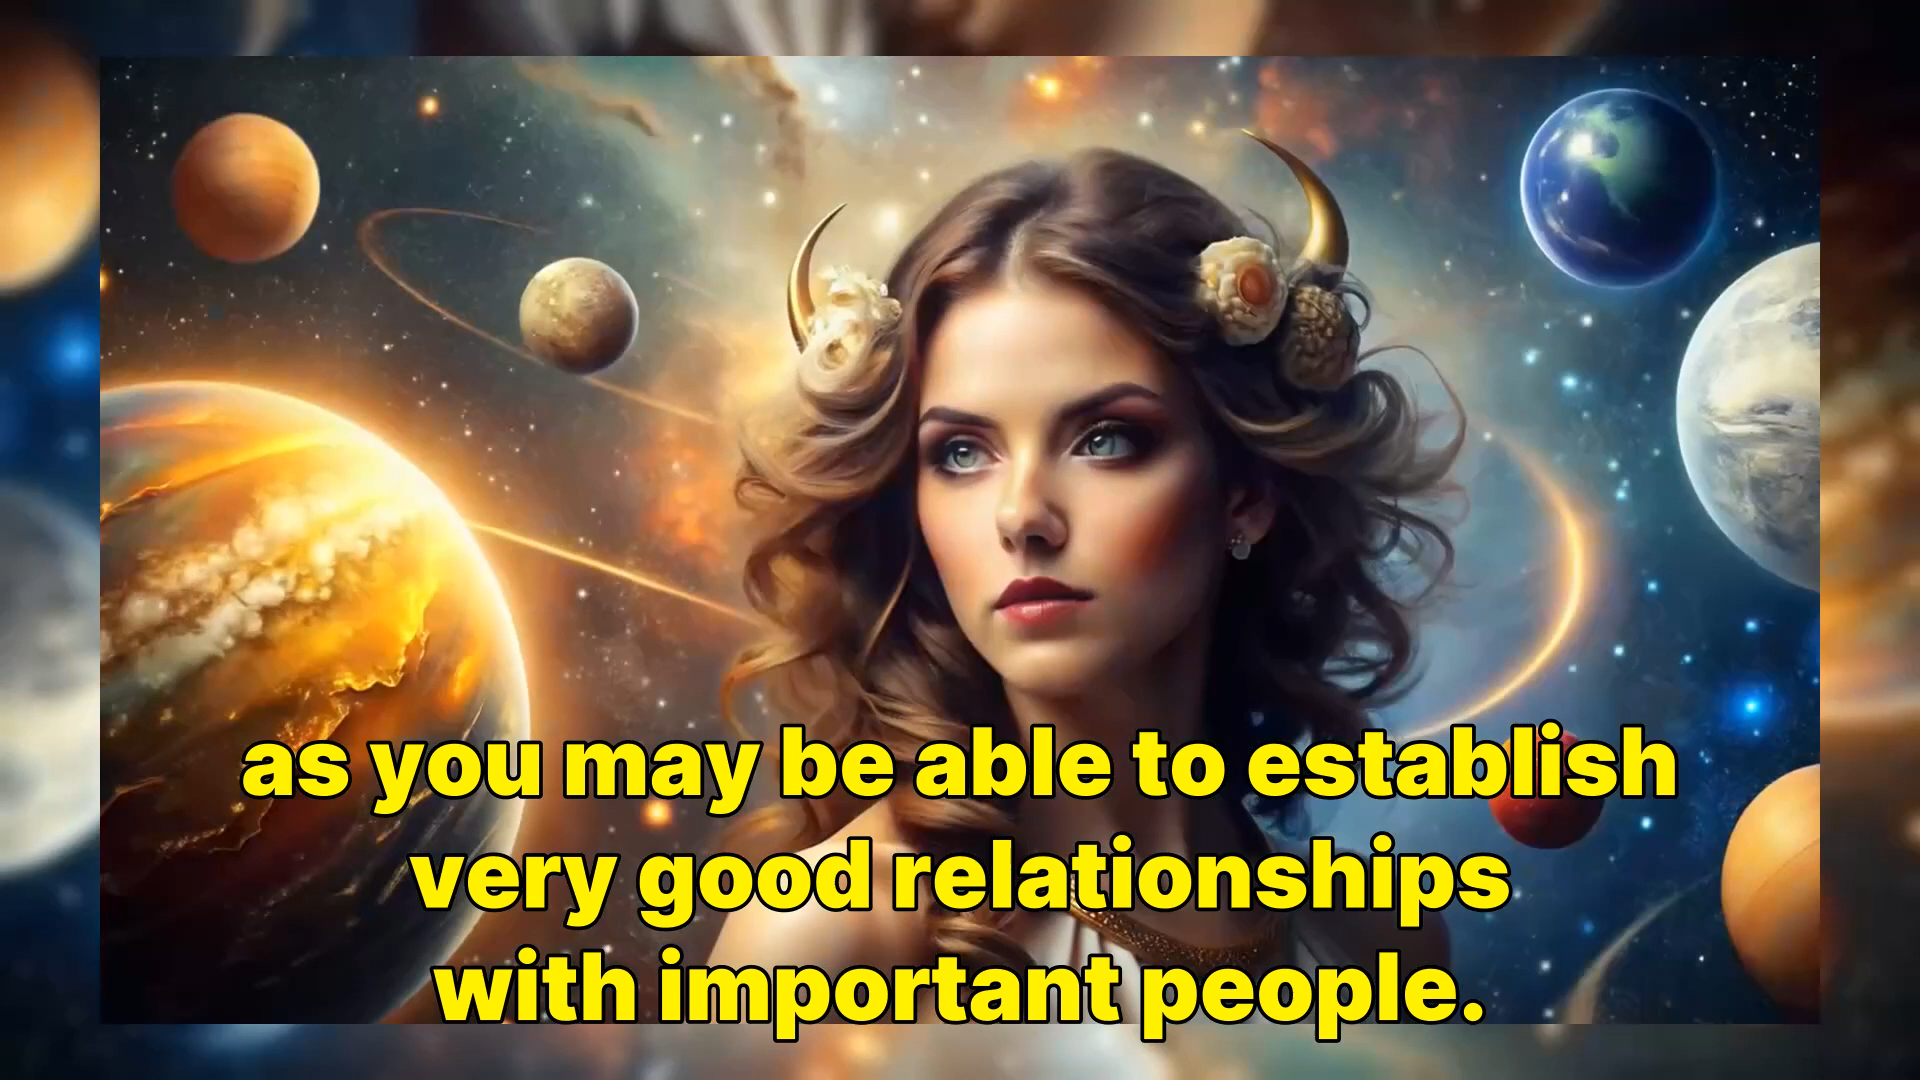 as you may be able to establish
very good relationships
with important people.